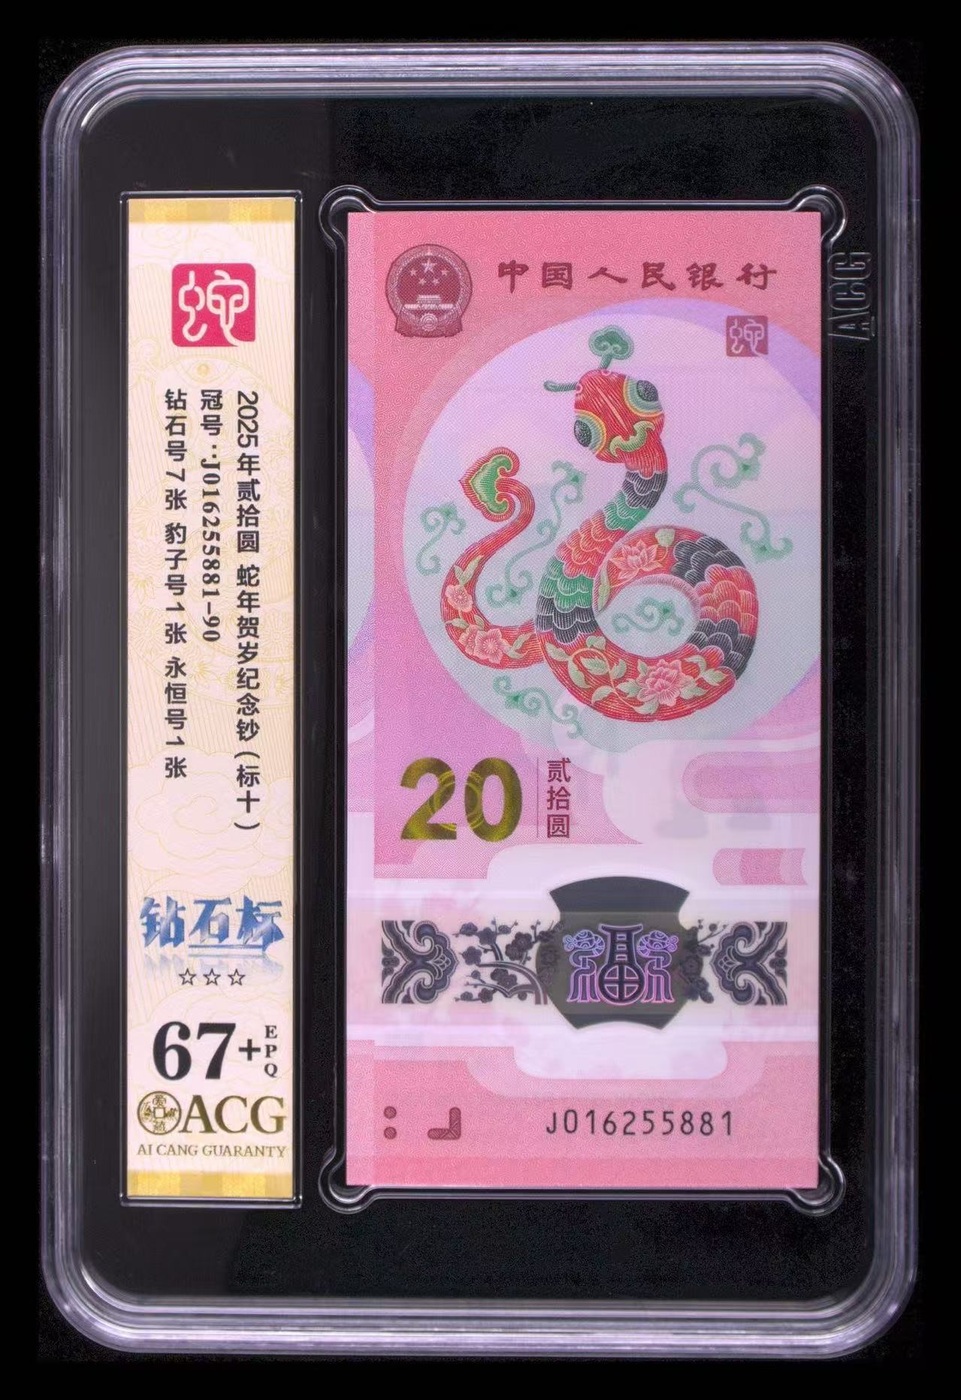 蛇
2025年贰拾圆 蛇年贺岁纪念钞(标十)
冠号:J016255881-90
钻石号7张 豹子号1张 永恒号1张
钻石标
☆☆☆
67+EPQ
ACG
AI CANG GUARANTY
中国人民银行
蛇
20
贰拾圆
福
J016255881
ACG